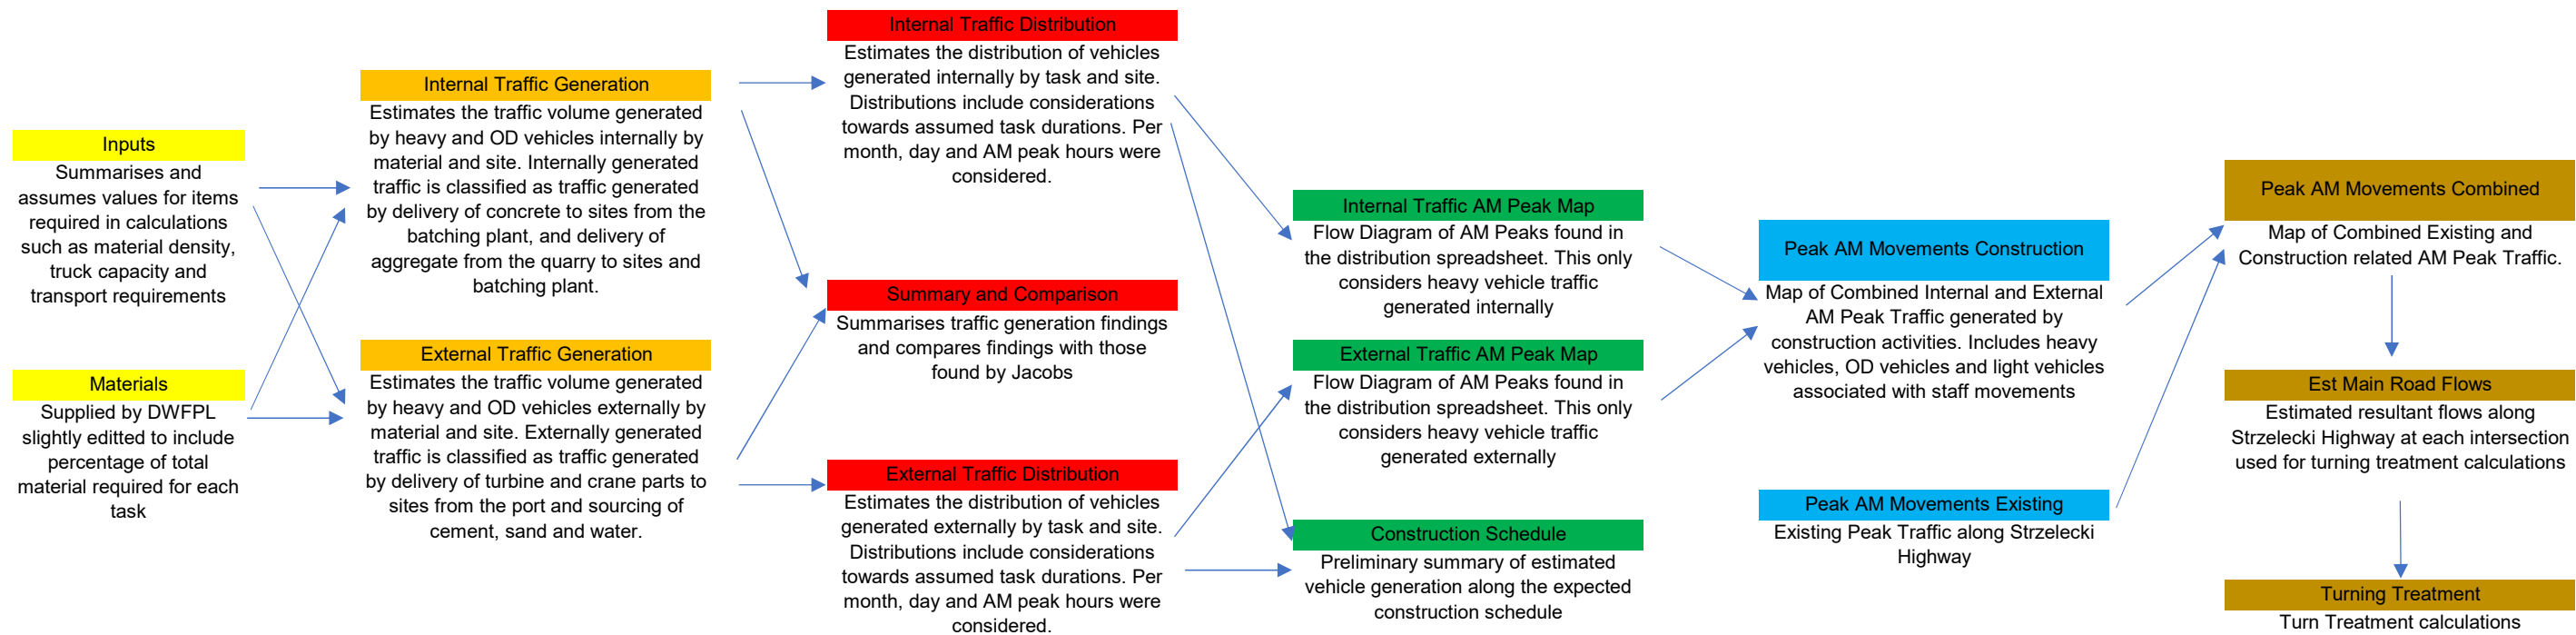 Inputs
Summarises and
assumes values for items
required in calculations
such as material density,
truck capacity and
transport requirements
Materials
Supplied by DWFPL
slightly editted to include
percentage of total
material required for each
task
Internal Traffic Generation
Estimates the traffic volume generated
by heavy and OD vehicles internally by
material and site. Internally generated
traffic is classified as traffic generated
by delivery of concrete to sites from the
batching plant, and delivery of
aggregate from the quarry to sites and
batching plant.
External Traffic Generation
Estimates the traffic volume generated
by heavy and OD vehicles externally by
material and site. Externally generated
traffic is classified as traffic generated
by delivery of turbine and crane parts to
sites from the port and sourcing of
cement, sand and water.
Internal Traffic Distribution
Estimates the distribution of vehicles
generated internally by task and site.
Distributions include considerations
towards assumed task durations. Per
month, day and AM peak hours were
considered.
Summary and Comparison
Summarises traffic generation findings
and compares findings with those
found by Jacobs
External Traffic Distribution
Estimates the distribution of vehicles
generated externally by task and site.
Distributions include considerations
towards assumed task durations. Per
month, day and AM peak hours were
considered.
Internal Traffic AM Peak Map
Flow Diagram of AM Peaks found in
the distribution spreadsheet. This only
considers heavy vehicle traffic
generated internally
External Traffic AM Peak Map
Flow Diagram of AM Peaks found in
the distribution spreadsheet. This only
considers heavy vehicle traffic
generated externally
Construction Schedule
Preliminary summary of estimated
vehicle generation along the expected
construction schedule
Peak AM Movements Construction
Map of Combined Internal and External
AM Peak Traffic generated by
construction activities. Includes heavy
vehicles, OD vehicles and light vehicles
associated with staff movements
Peak AM Movements Existing
Existing Peak Traffic along Strzelecki
Highway
Peak AM Movements Combined
Map of Combined Existing and
Construction related AM Peak Traffic.
Est Main Road Flows
Estimated resultant flows along
Strzelecki Highway at each intersection
used for turning treatment calculations
Turning Treatment
Turn Treatment calculations